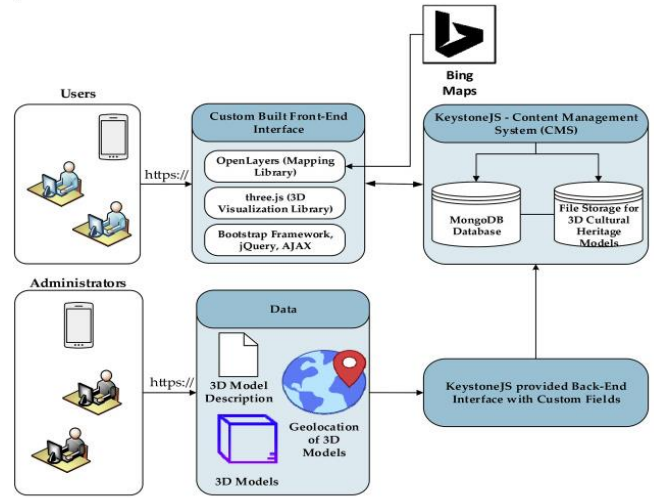 Bing
Maps
Users
https://
Custom Built Front-End
Interface
OpenLayers (Mapping
Library)
three.js (3D
Visualization Library)
Bootstrap Framework,
jQuery, AJAX
KeystoneJS - Content Management
System (CMS)
MongoDB
Database
File Storage for
3D Cultural
Heritage
Models
Administrators
https://
Data
3D Model
Description
Geolocation
of 3D
Models
3D Models
KeystoneJS provided Back-End
Interface with Custom Fields